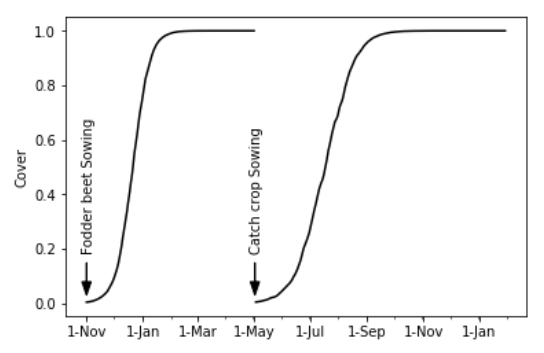 1.0
0.8
0.6
0.4
0.2
0.0
Cover
Fodder beet Sowing
Catch crop Sowing
1-Nov 1-Jan 1-Mar 1-May 1-Jul 1-Sep 1-Nov 1-Jan